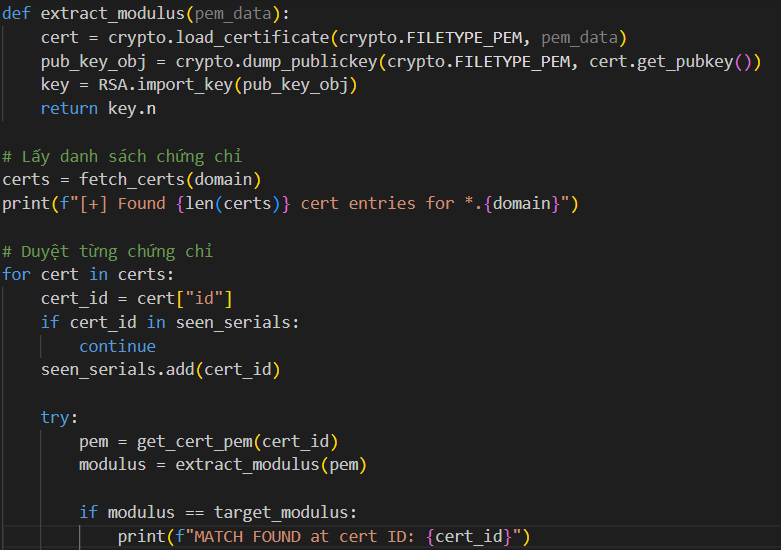 def extract_modulus(pem_data):
    cert = crypto.load_certificate(crypto.FILETYPE_PEM, pem_data)
    pub_key_obj = crypto.dump_publickey(crypto.FILETYPE_PEM, cert.get_pubkey())
    key = RSA.import_key(pub_key_obj)
    return key.n

# Lấy danh sách chứng chỉ
certs = fetch_certs(domain)
print(f"[+] Found {len(certs)} cert entries for *.{domain}")

# Duyệt từng chứng chỉ
for cert in certs:
    cert_id = cert["id"]
    if cert_id in seen_serials:
        continue
    seen_serials.add(cert_id)

    try:
        pem = get_cert_pem(cert_id)
        modulus = extract_modulus(pem)

        if modulus == target_modulus:
            print(f"MATCH FOUND at cert ID: {cert_id}")